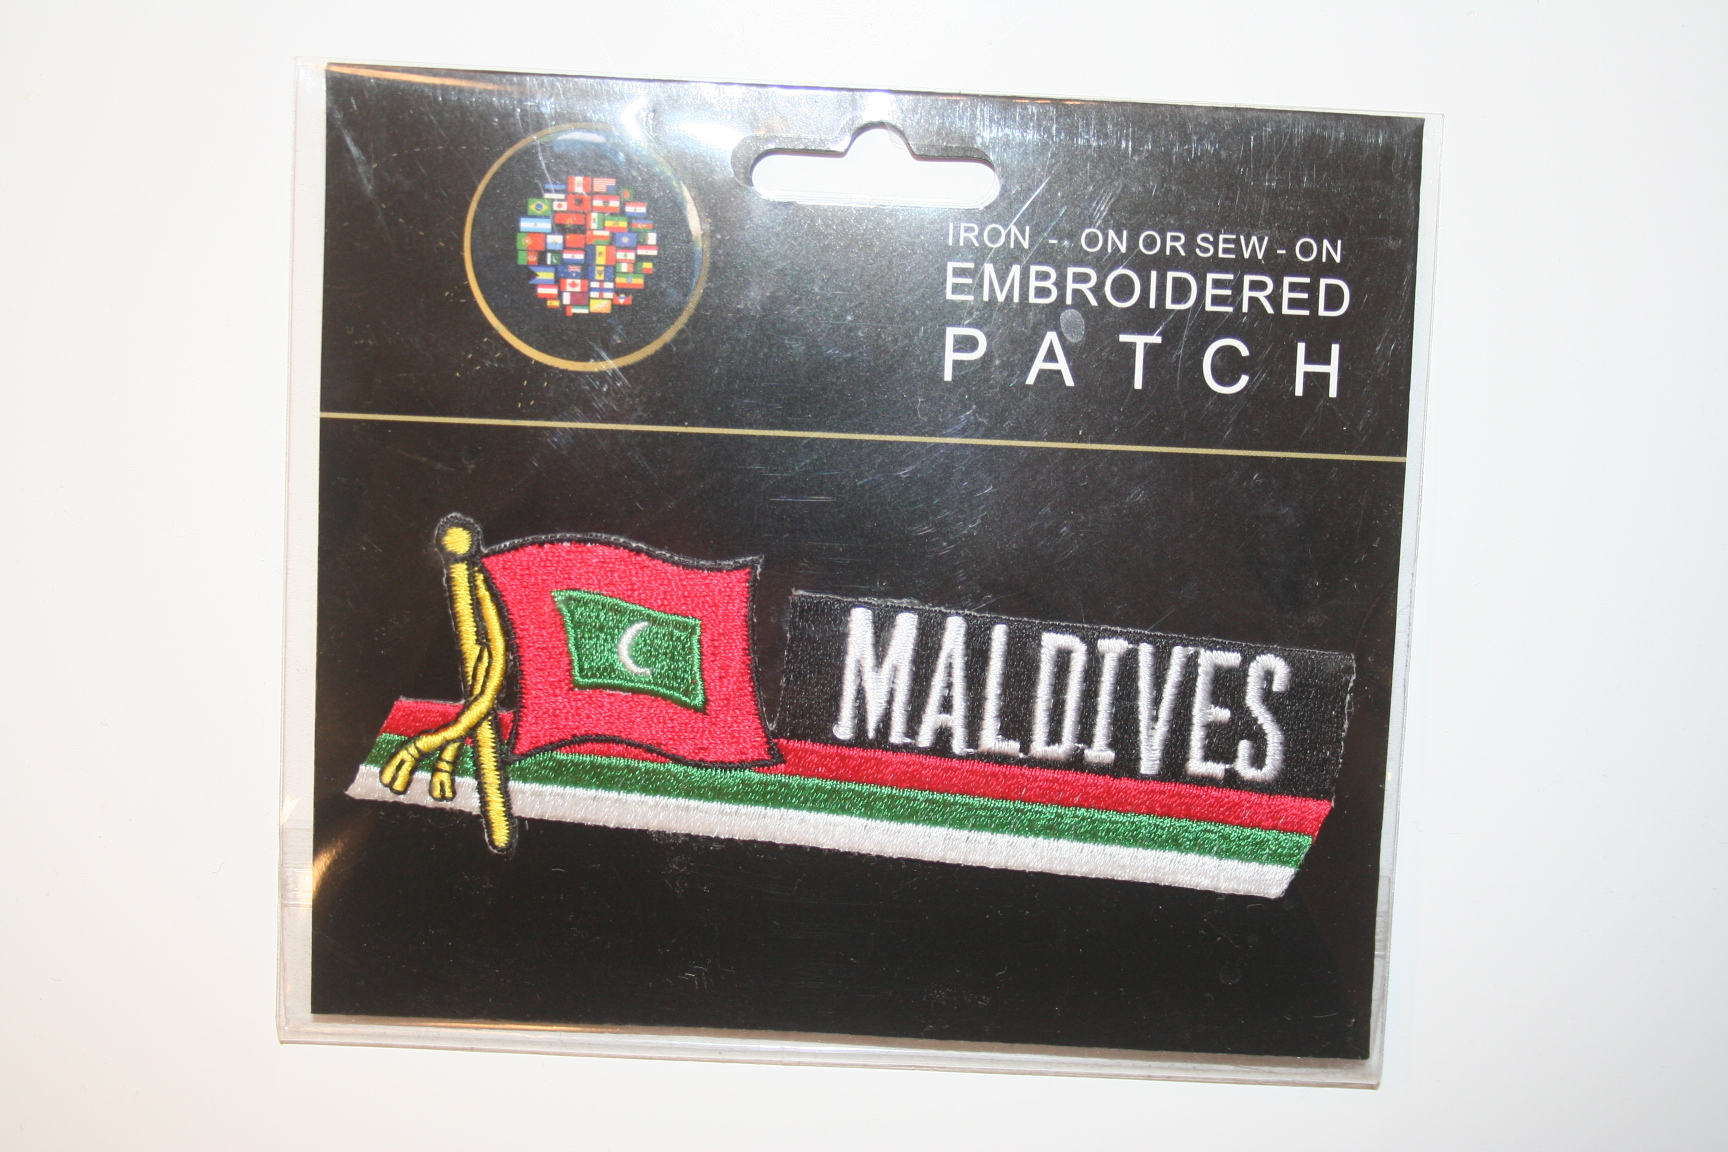 IRON - ON OR SEW - ON
EMBROIDERED
PATCH
MALDIVES